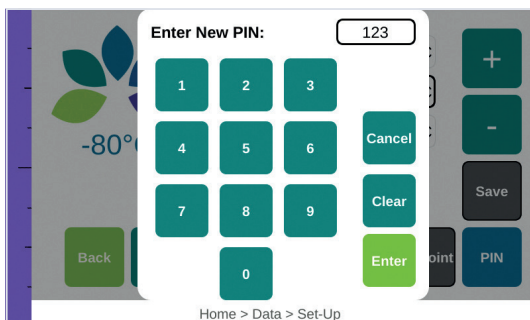 Enter New PIN: 123
1 2 3
+
-80°
4 5 6 Cancel
-
7 8 9 Clear
Save
Back
0 Enter
oint
PIN
Home > Data > Set-Up